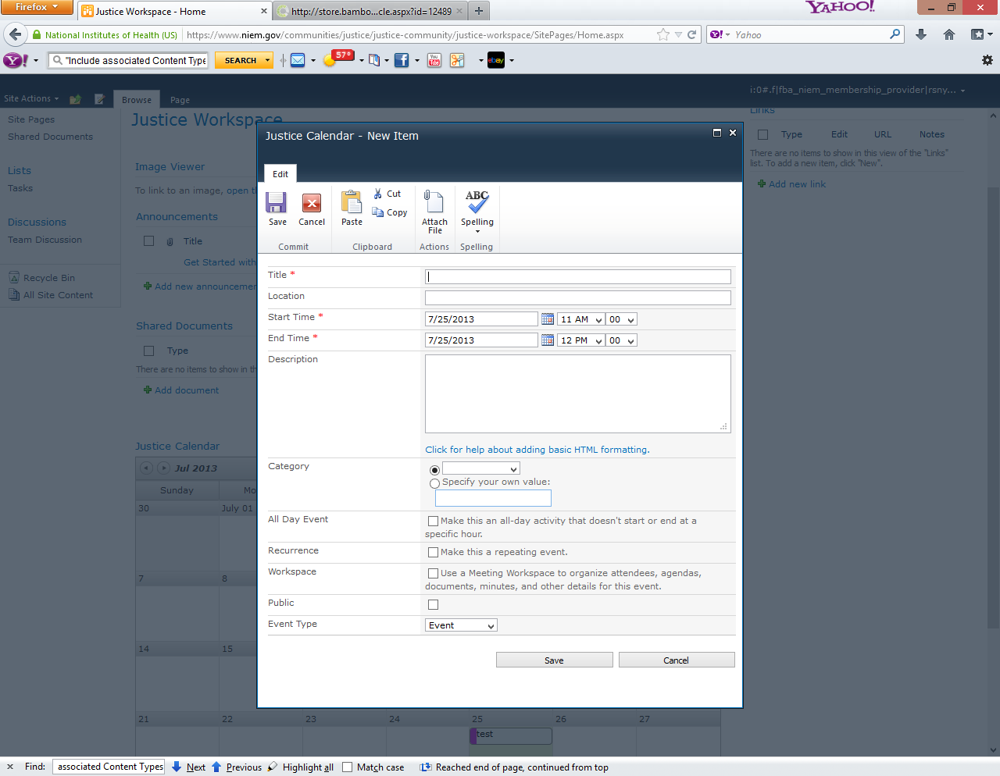 Firefox
Justice Workspace - Home
http://store.bambo...cle.aspx?id=12489
YAHOO!
National Institutes of Health (US)
https://www.niem.gov/communities/justice/justice-community/justice-workspace/SitePages/Home.aspx
Y!
Yahoo
Y!
"Include associated Content Type
SEARCH
57°
You Tube
ebay
Site Actions
Browse
Page
i:0#.f|fba_niem_membership_provider|rsny...
Site Pages
Shared Documents
Lists
Tasks
Discussions
Team Discussion
Recycle Bin
All Site Content
Justice Workspace
Image Viewer
To link to an image, open th
Announcements
Title
Get Started with
Add new announcemen
Shared Documents
Type
There are no items to show in th
Add document
Justice Calendar
Jul 2013
Sunday
Mo
30
July 01
7
8
14
15
21
22
23
24
25
26
27
test
Links
Type
Edit
URL
Notes
There are no items to show in this view of the "Links"
list. To add a new item, click "New".
Add new link
Justice Calendar - New Item
Edit
Save
Cancel
Paste
Cut
Copy
Attach
File
ABC
Spelling
Commit
Clipboard
Actions
Spelling
Title *
Location
Start Time *
7/25/2013
11 AM
00
End Time *
7/25/2013
12 PM
00
Description
Click for help about adding basic HTML formatting.
Category
Specify your own value:
All Day Event
Make this an all-day activity that doesn't start or end at a
specific hour.
Recurrence
Make this a repeating event.
Workspace
Use a Meeting Workspace to organize attendees, agendas,
documents, minutes, and other details for this event.
Public
Event Type
Event
Save
Cancel
Find:
associated Content Types
Next
Previous
Highlight all
Match case
Reached end of page, continued from top